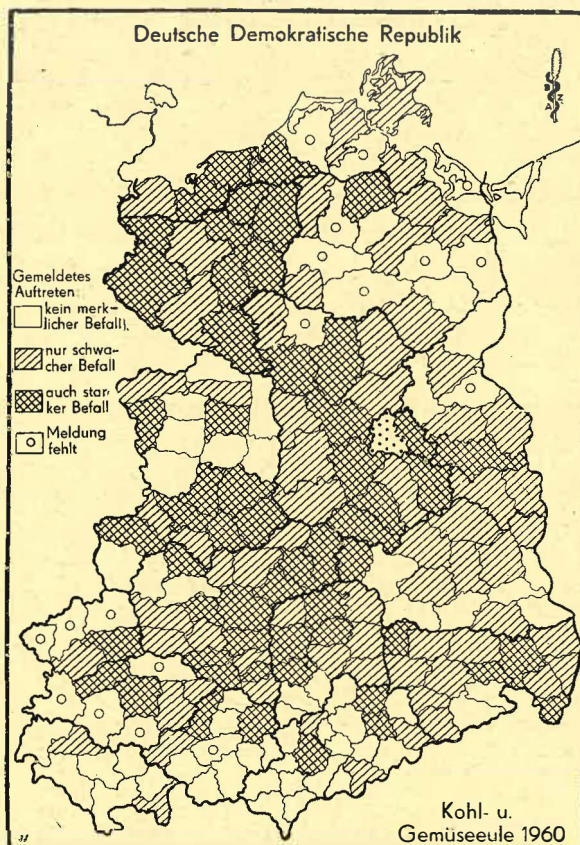 Deutsche Demokratische Republik
Gemeldetes
Auftreten:
kein merk-
licher Befall).
nur schwa-
cher Befall
auch star-
ker Befall
Meldung
fehlt
Kohl- u.
Gemüseeule 1960